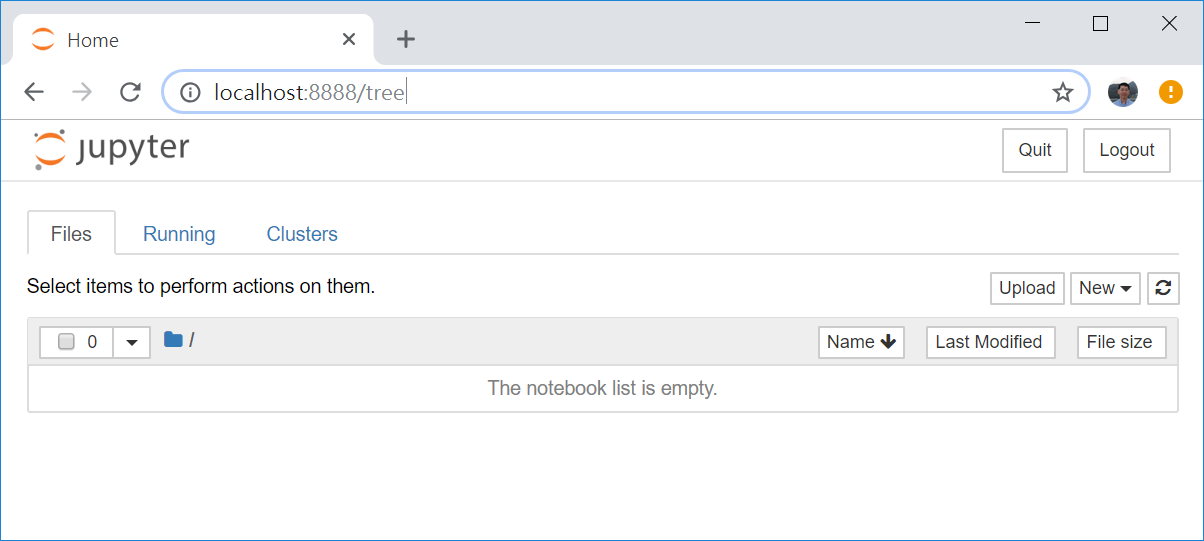 Home
localhost:8888/tree
jupyter
Quit Logout
Files Running Clusters
Select items to perform actions on them.
Upload New
0 / Name Last Modified File size
The notebook list is empty.